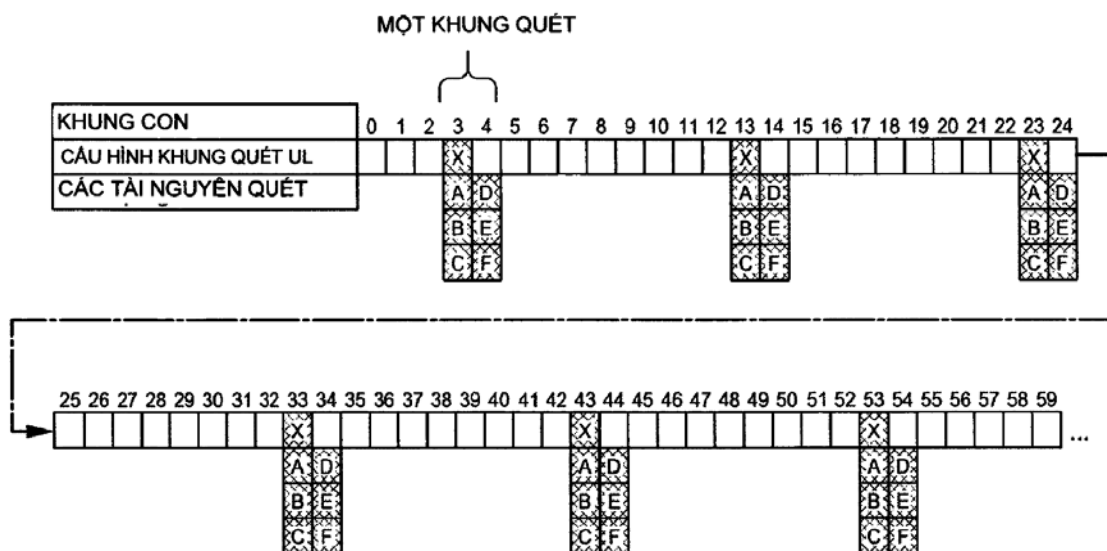 MỘT KHUNG QUÉT
KHUNG CON
0 1 2 3 4 5 6 7 8 9 10 11 12 13 14 15 16 17 18 19 20 21 22 23 24
CẤU HÌNH KHUNG QUÉT UL
X X X
CÁC TÀI NGUYÊN QUÉT
A D A D A D
B E B E B E
C F C F C F
25 26 27 28 29 30 31 32 33 34 35 36 37 38 39 40 41 42 43 44 45 46 47 48 49 50 51 52 53 54 55 56 57 58 59
X X X ...
A D A D A D
B E B E B E
C F C F C F